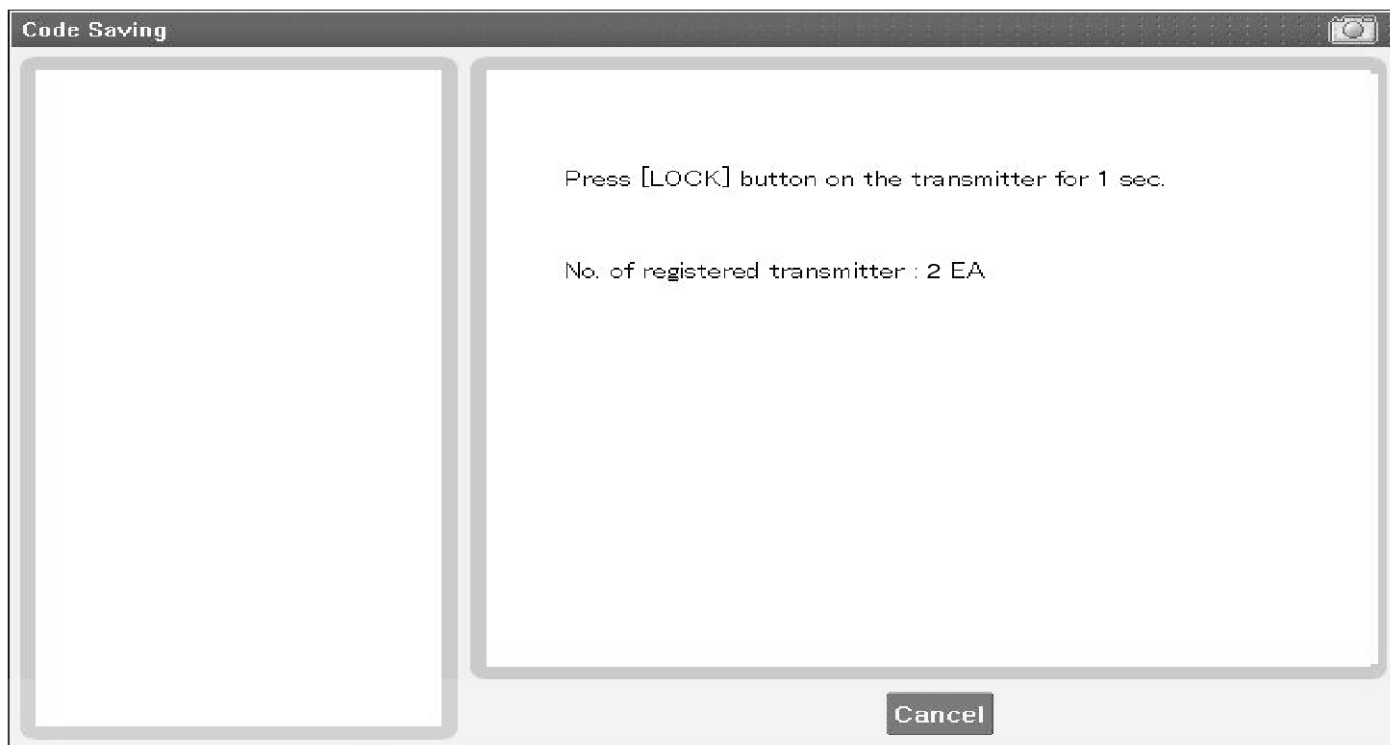 Code Saving
Press [LOCK] button on the transmitter for 1 sec.
No. of registered transmitter : 2 EA
Cancel